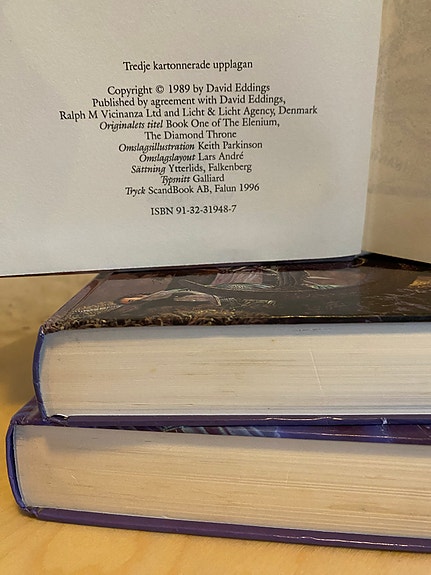 Tredje kartonnerade upplagan
Copyright © 1989 by David Eddings
Published by agreement with David Eddings,
Ralph M Vicinanza Ltd and Licht & Licht Agency, Denmark
Originalets titel Book One of The Elenium,
The Diamond Throne
Omslagsillustration Keith Parkinson
Omslagslayout Lars André
Sättning Ytterlids, Falkenberg
Typsnitt Galliard
Tryck ScandBook AB, Falun 1996
ISBN 91-32-31948-7